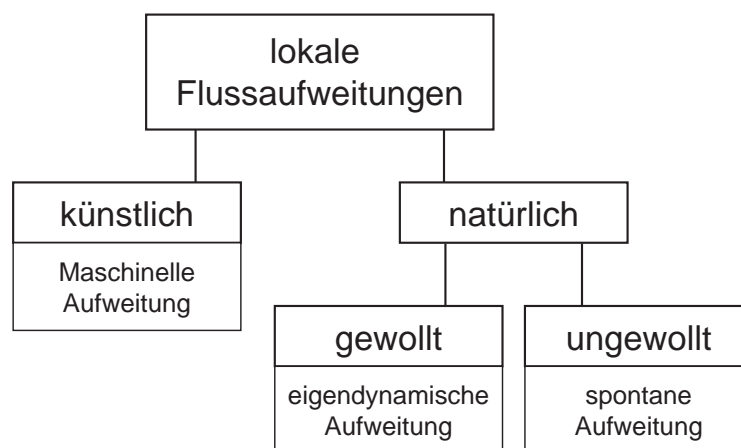 lokale
Flussaufweitungen
künstlich
Maschinelle
Aufweitung
natürlich
gewollt
eigendynamische
Aufweitung
ungewollt
spontane
Aufweitung